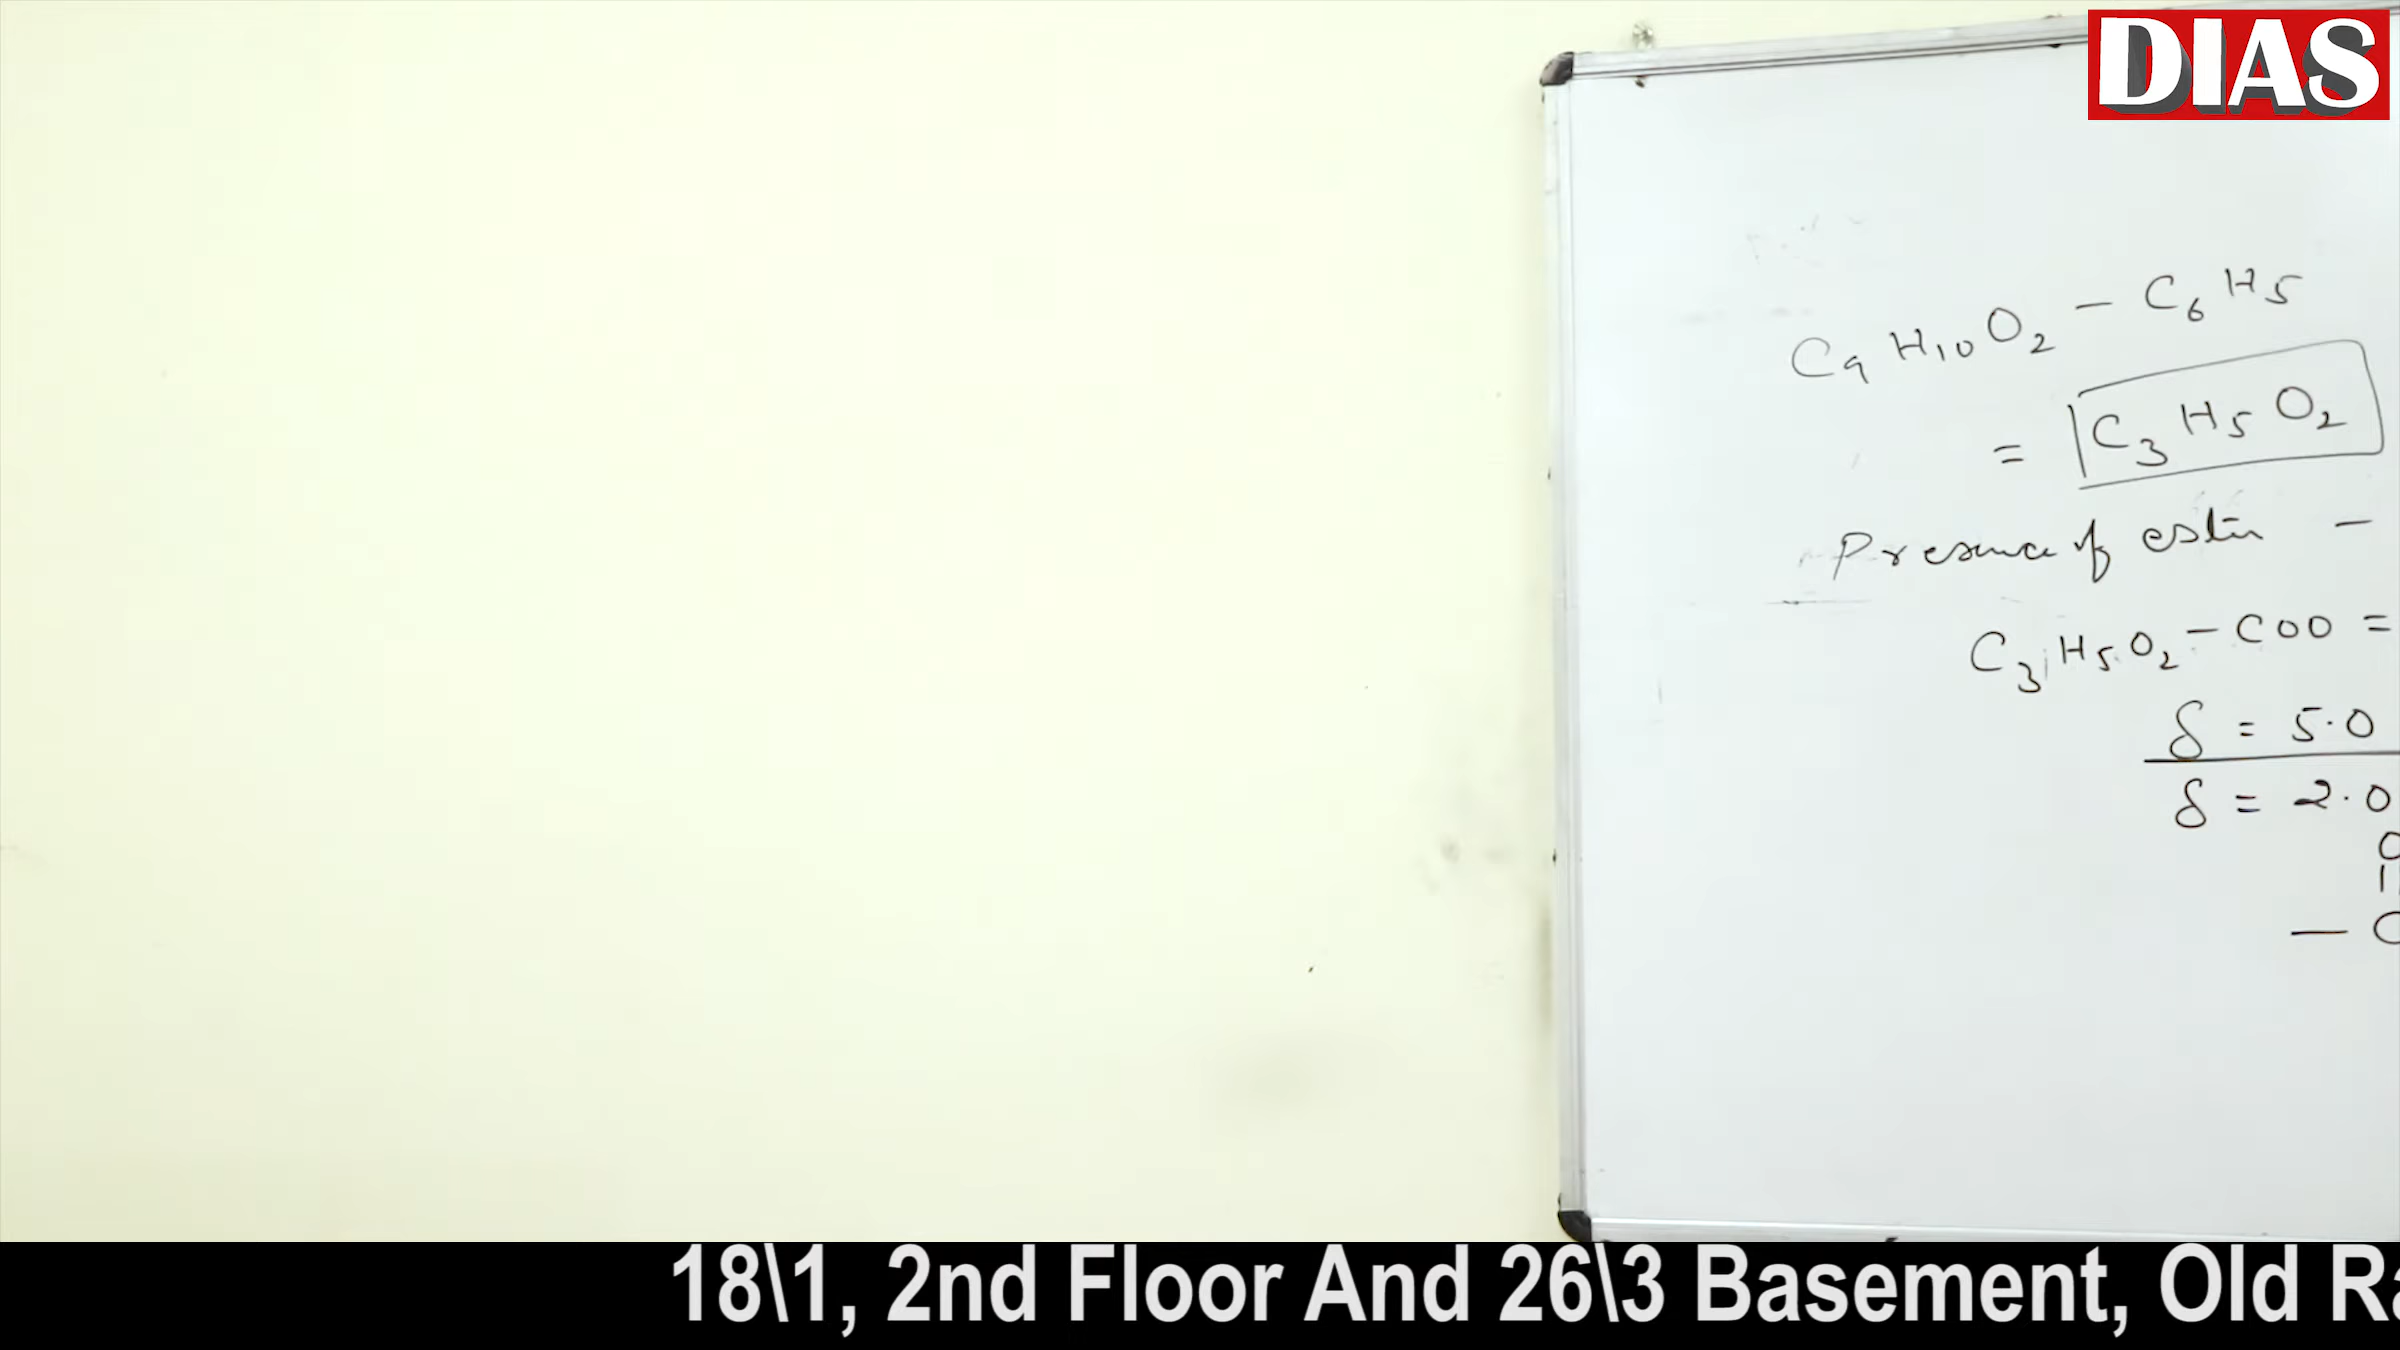 DIAS
C9 H10 O2 - C6 H5
= C3 H5 O2
Presence of ester -
C3 H5 O2 - COO =
δ = 5.0
δ = 2.0
O
- C
18\1, 2nd Floor And 26\3 Basement, Old Ra